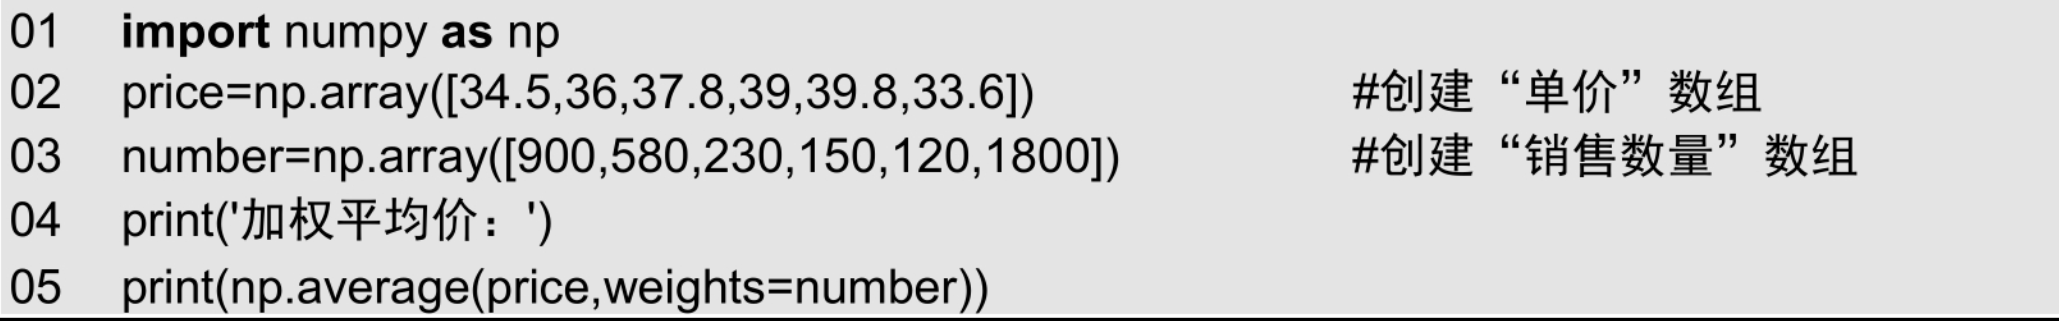 01 import numpy as np
02 price=np.array([34.5,36,37.8,39,39.8,33.6]) #创建“单价”数组
03 number=np.array([900,580,230,150,120,1800]) #创建“销售数量”数组
04 print('加权平均价：')
05 print(np.average(price,weights=number))